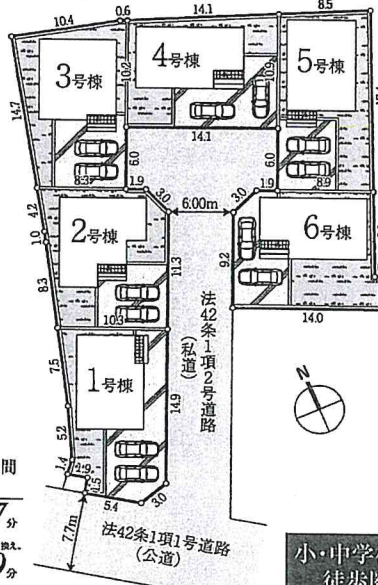 10.4
0.6
14.1
8.5
3号棟
4号棟
5号棟
14.7
10.2
10.9
14.1
6.0
6.0
8.3
1.9
3.0
6.00m
3.0
1.9
8.9
4.2
1.0
2号棟
6号棟
9.2
11.3
8.3
10.3
14.0
法42条1項2号道路
(私道)
7.5
1号棟
14.9
5.2
1.4
1.5
5.4
3.0
7.7m
法42条1項1号道路
(公道)
間
分
換え、
分
小・中学
徒歩